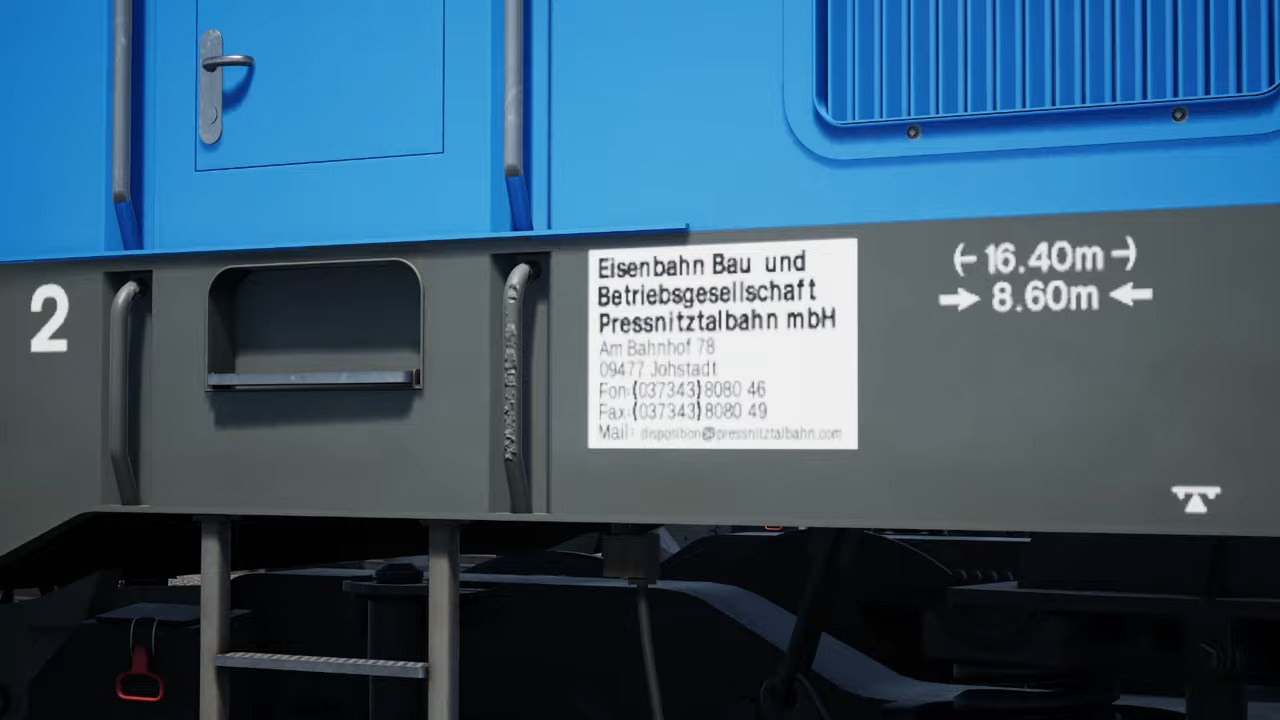 2
Eisenbahn Bau und
Betriebsgesellschaft
Pressnitztalbahn mbH
Am Bahnhof 78
09477 Johstadt
Fon:(037343)8080 46
Fax:(037343)8080 49
Mail: disposition@pressnitztalbahn.com
16.40m
8.60m